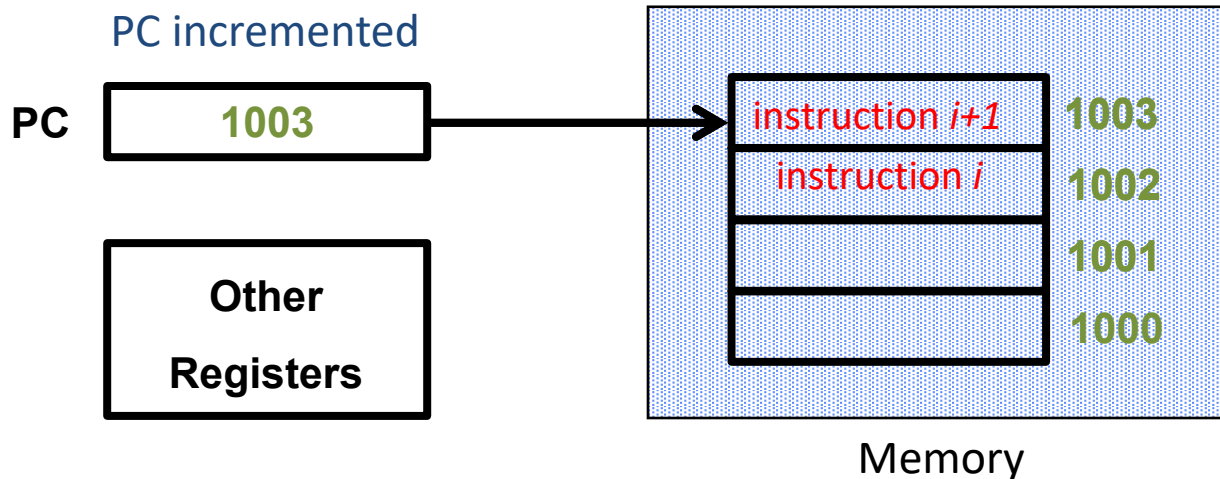 PC incremented
PC 1003
instruction i+1 1003
instruction i 1002
1001
1000
Other
Registers
Memory